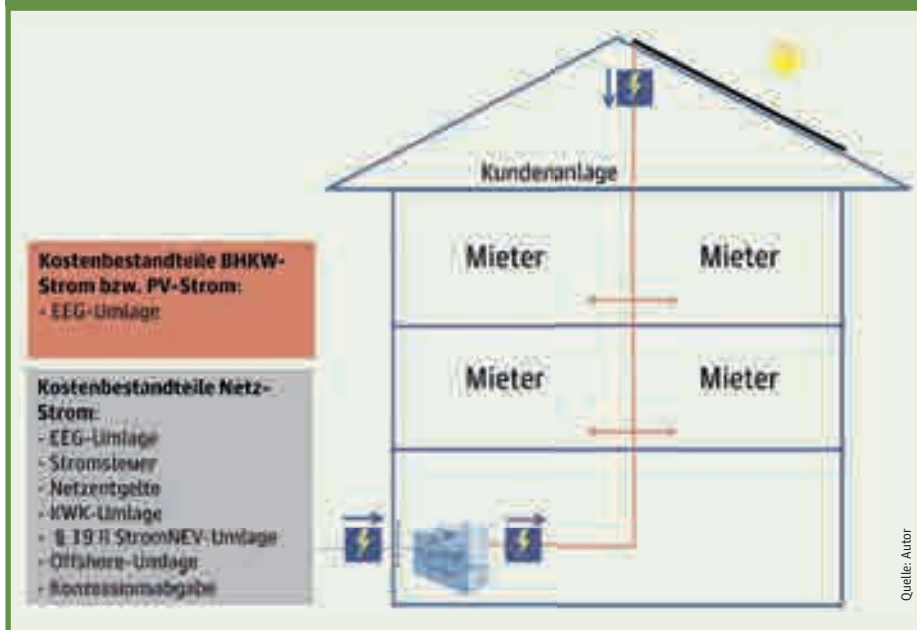 Kundenanlage
Mieter Mieter
Mieter Mieter
Kostenbestandteile BHKW-
Strom bzw. PV-Strom:
- EEG-Umlage
Kostenbestandteile Netz-
Strom:
- EEG-Umlage
- Stromsteuer
- Netzentgelte
- KWK-Umlage
- § 19 II StromNEV-Umlage
- Offshore-Umlage
- Konzessionsabgabe
Quelle: Autor